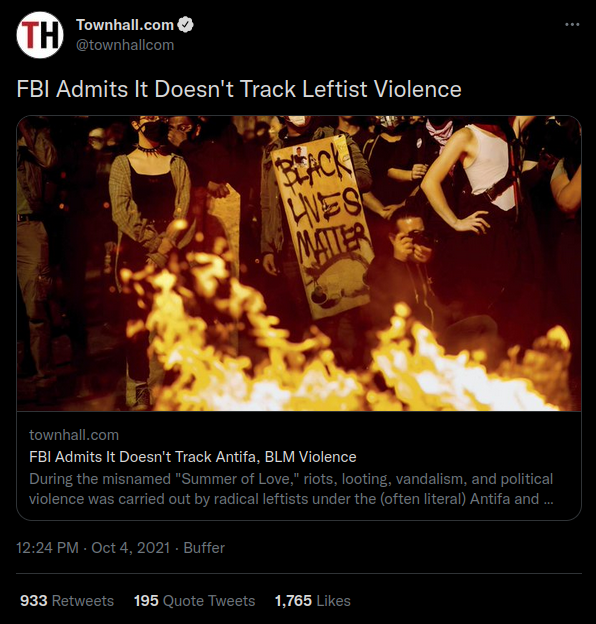 TH
Townhall.com
@townhallcom
FBI Admits It Doesn't Track Leftist Violence
BLACK
LIVES
MATTER
townhall.com
FBI Admits It Doesn't Track Antifa, BLM Violence
During the misnamed "Summer of Love," riots, looting, vandalism, and political
violence was carried out by radical leftists under the (often literal) Antifa and ...
12:24 PM · Oct 4, 2021 · Buffer
933 Retweets 195 Quote Tweets 1,765 Likes